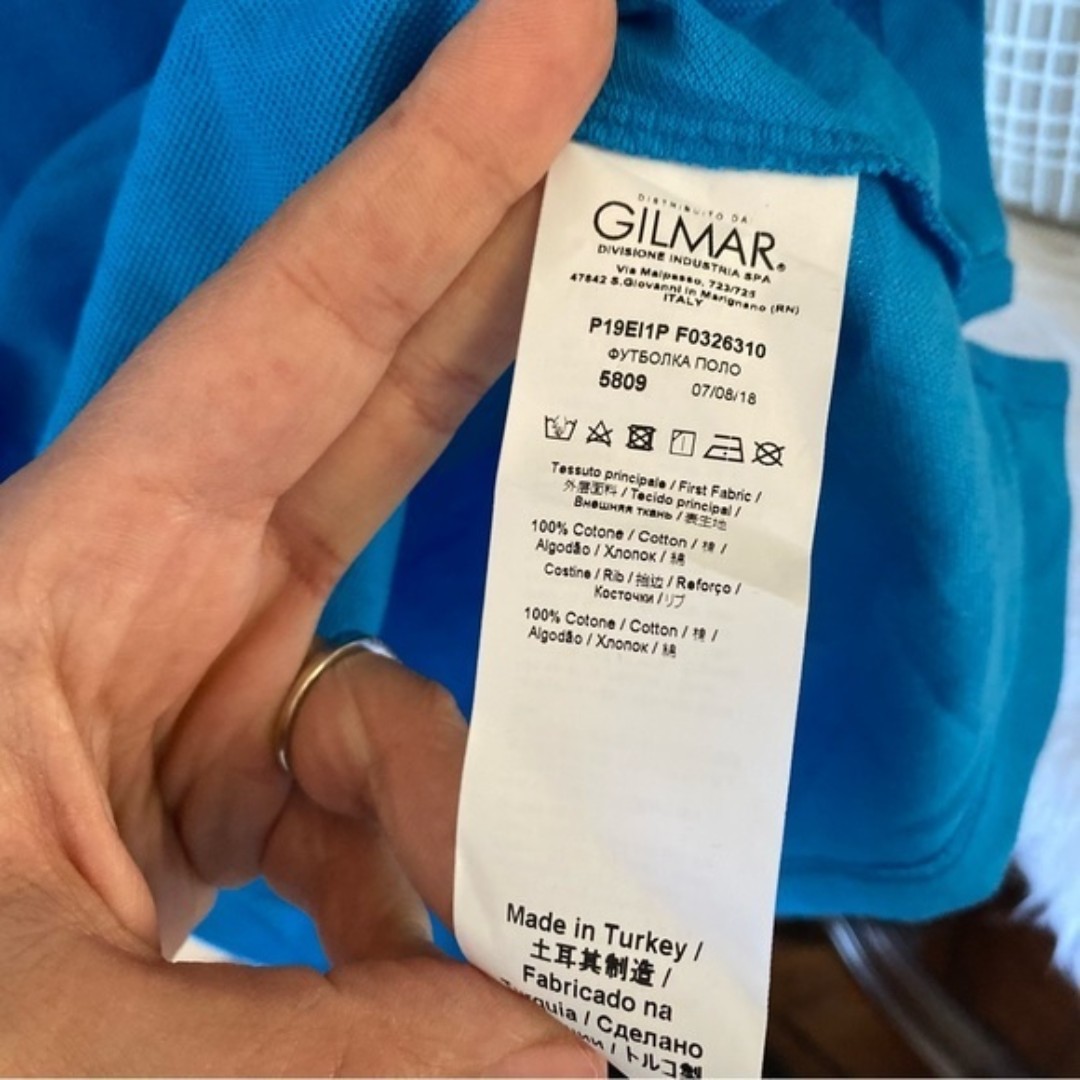 DISTRIBUITO DA:
GILMAR®
DIVISIONE INDUSTRIA SPA
Via Malpasso, 723/725
47842 S.Giovanni in Marignano (RN)
ITALY
P19EI1P F0326310
ФУТБОЛКА ПОЛО
5809 07/08/18
Tessuto principale / First Fabric /
外层面料 / Tecido principal /
Внешняя ткань / 表生地
100% Cotone / Cotton / 棉 /
Algodão / Хлопок / 綿
Costine / Rib / 拙边 / Reforço /
Косточки / リブ
100% Cotone / Cotton / 棉 /
Algodão / Хлопок / 綿
Made in Turkey /
土耳其制造 /
Fabricado na
/ Сделано
/ トルコ製